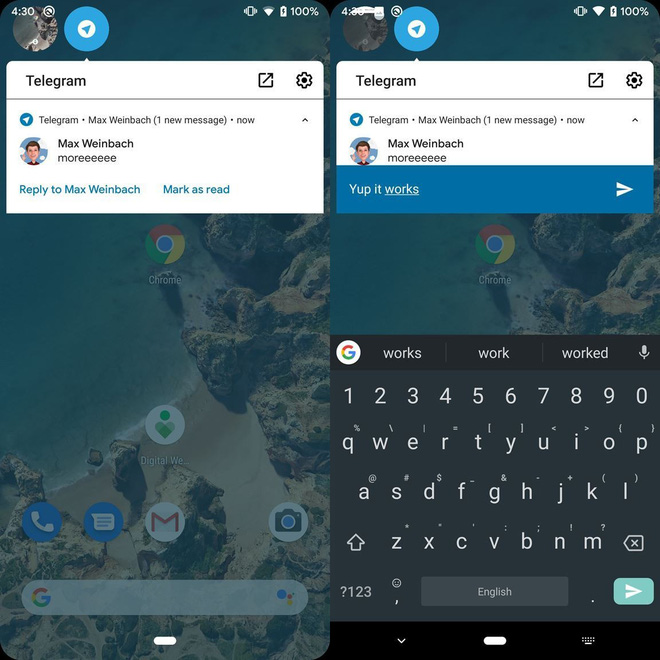 4:30
100%
Telegram
Telegram • Max Weinbach (1 new message) • now
Max Weinbach
moreeeeee
Reply to Max Weinbach Mark as read
Chrome
Digital We...
4:30
100%
Telegram
Telegram • Max Weinbach (1 new message) • now
Max Weinbach
moreeeeee
Yup it works
Chrome
works work worked
1 2 3 4 5 6 7 8 9 0
% \ | = [ ] < > { }
q w e r t y u i o p
@ # $ _ & - + ( )
a s d f g h j k l
* " ' : ; ! ?
z x c v b n m
?123 , English .